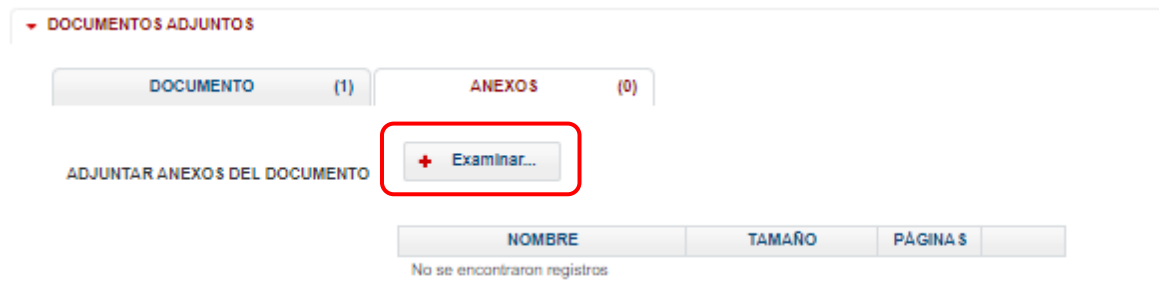 DOCUMENTOS ADJUNTOS
DOCUMENTO (1) ANEXOS (0)
ADJUNTAR ANEXOS DEL DOCUMENTO + Examinar...
NOMBRE TAMAÑO PÁGINAS
No se encontraron registros